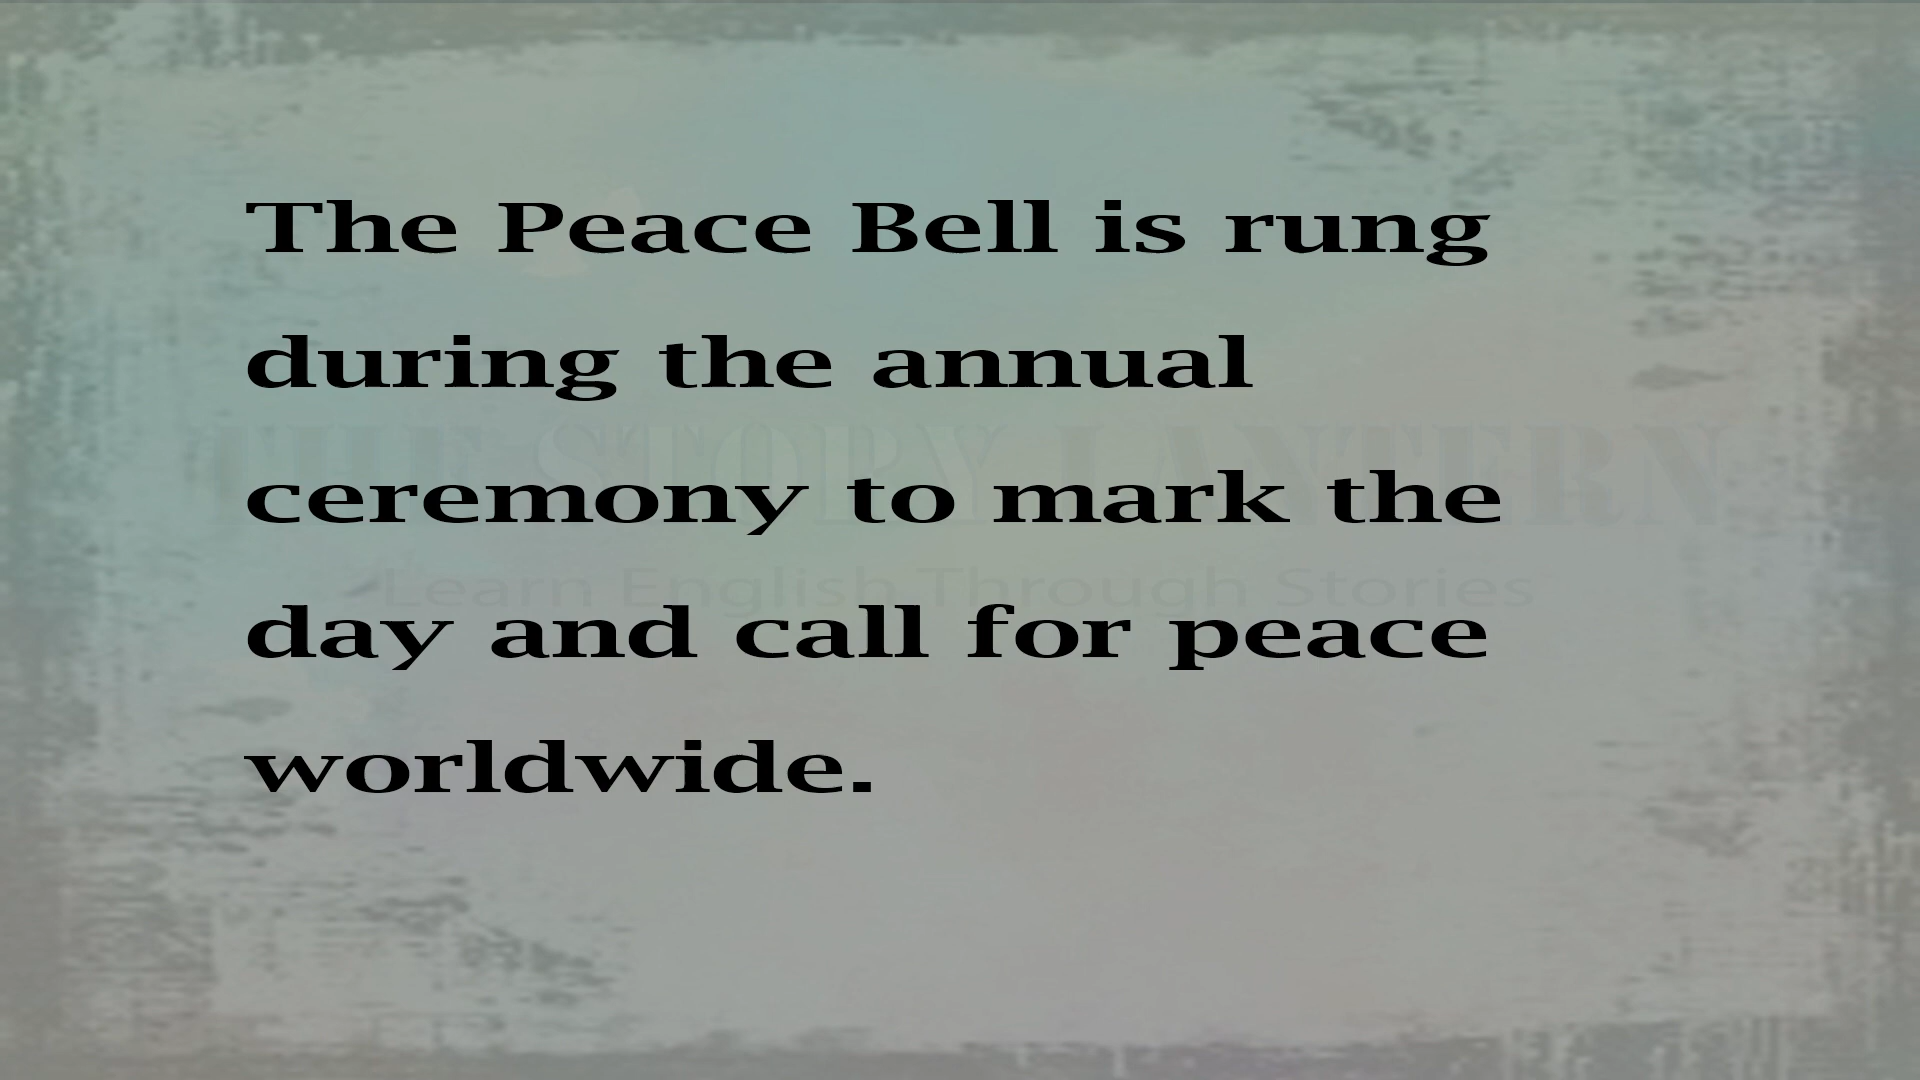 The Peace Bell is rung
during the annual
THE STORY LANTERN
ceremony to mark the
Learn English Through Stories
day and call for peace
worldwide.